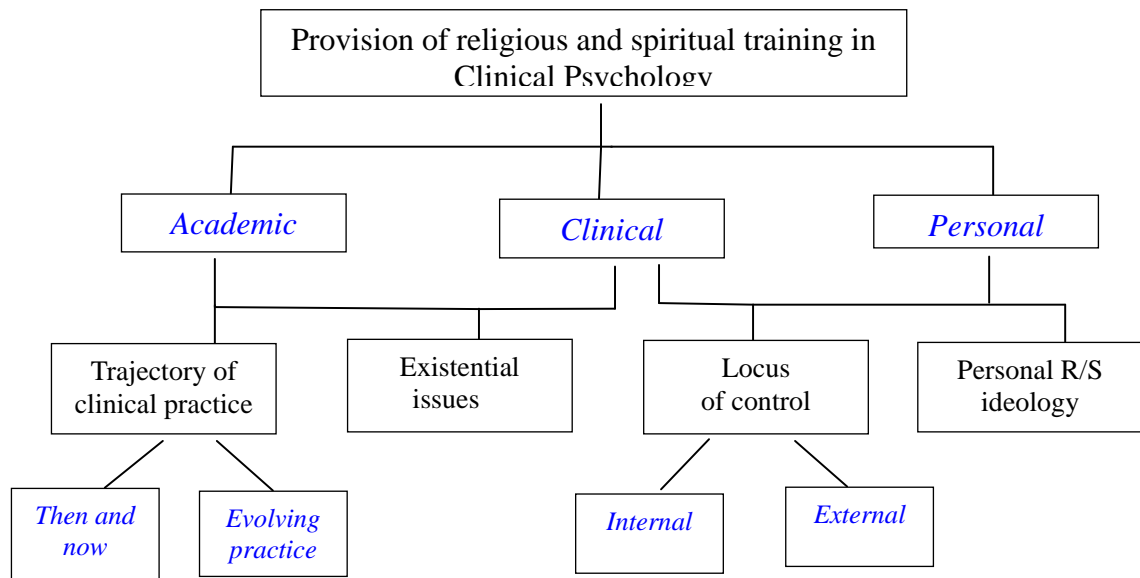 Provision of religious and spiritual training in
Clinical Psychology
Academic
Clinical
Personal
Trajectory of
clinical practice
Existential
issues
Locus
of control
Personal R/S
ideology
Then and
now
Evolving
practice
Internal
External